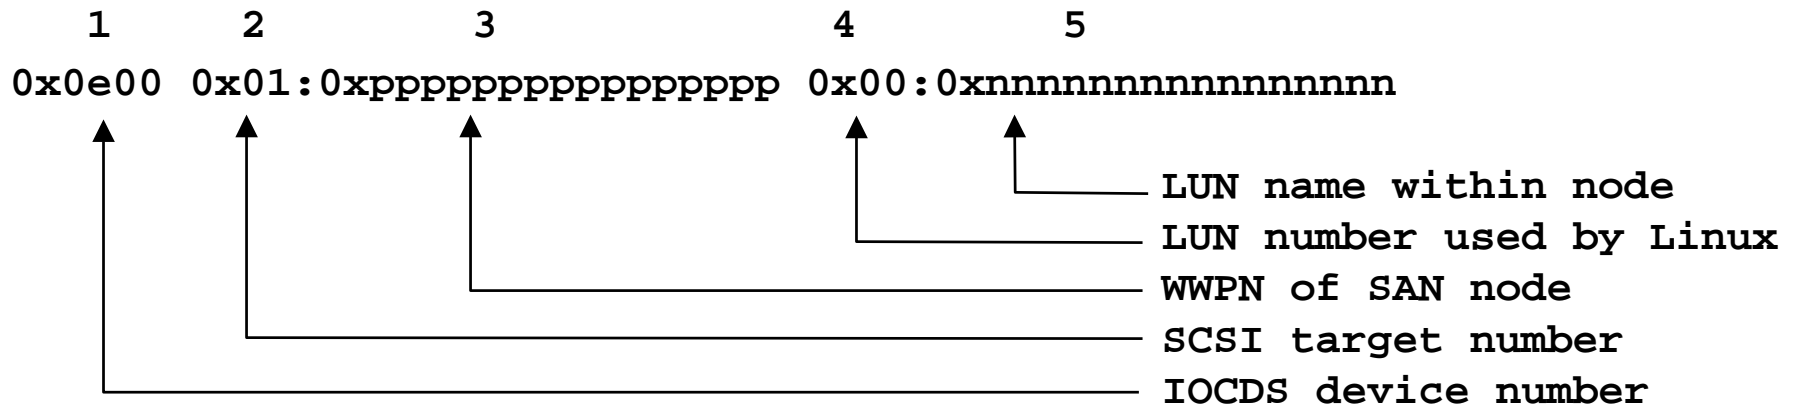 1 2 3 4 5
0x0e00 0x01:0xpppppppppppppppp 0x00:0xnnnnnnnnnnnnnnnn
LUN name within node
LUN number used by Linux
WWPN of SAN node
SCSI target number
IOCDS device number